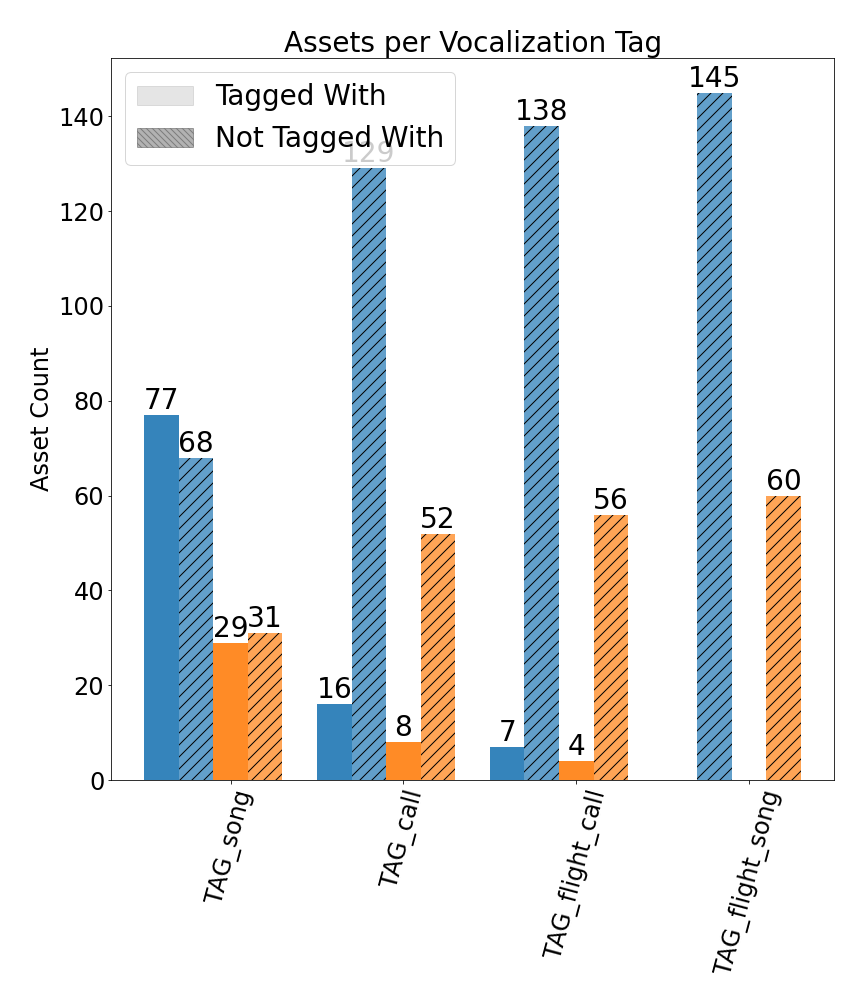 Assets per Vocalization Tag
Tagged With
Not Tagged With
Asset Count
140
120
100
80
60
40
20
0
77
68
29
31
16
129
8
52
7
138
4
56
145
60
TAG_song
TAG_call
TAG_flight_call
TAG_flight_song